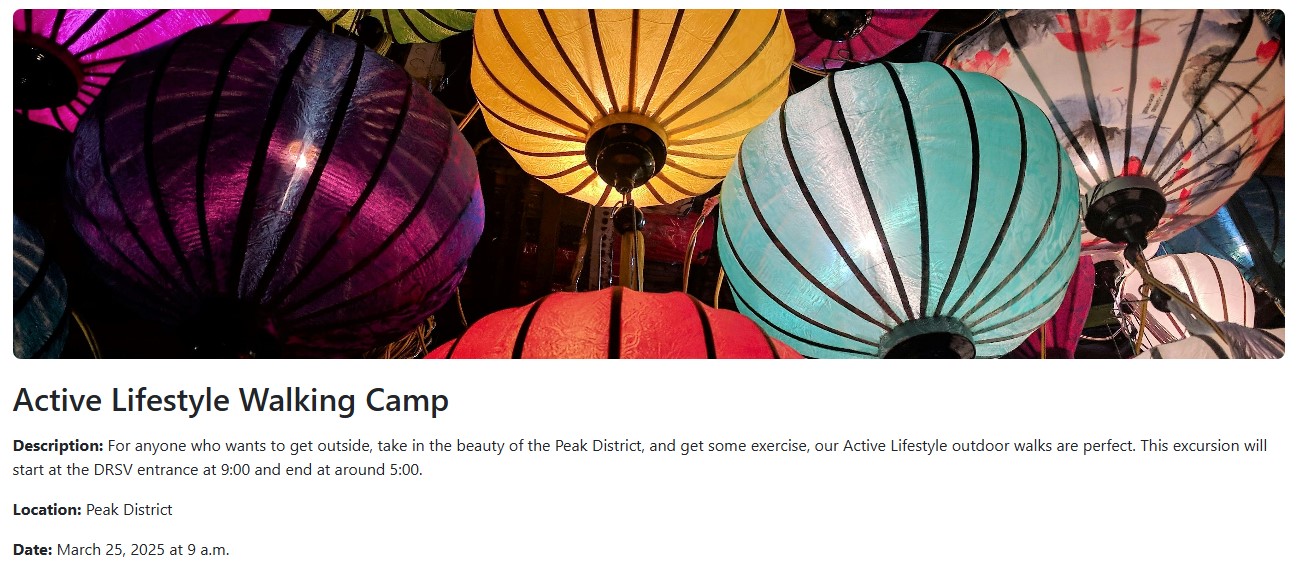 Active Lifestyle Walking Camp
Description: For anyone who wants to get outside, take in the beauty of the Peak District, and get some exercise, our Active Lifestyle outdoor walks are perfect. This excursion will
start at the DRSV entrance at 9:00 and end at around 5:00.
Location: Peak District
Date: March 25, 2025 at 9 a.m.